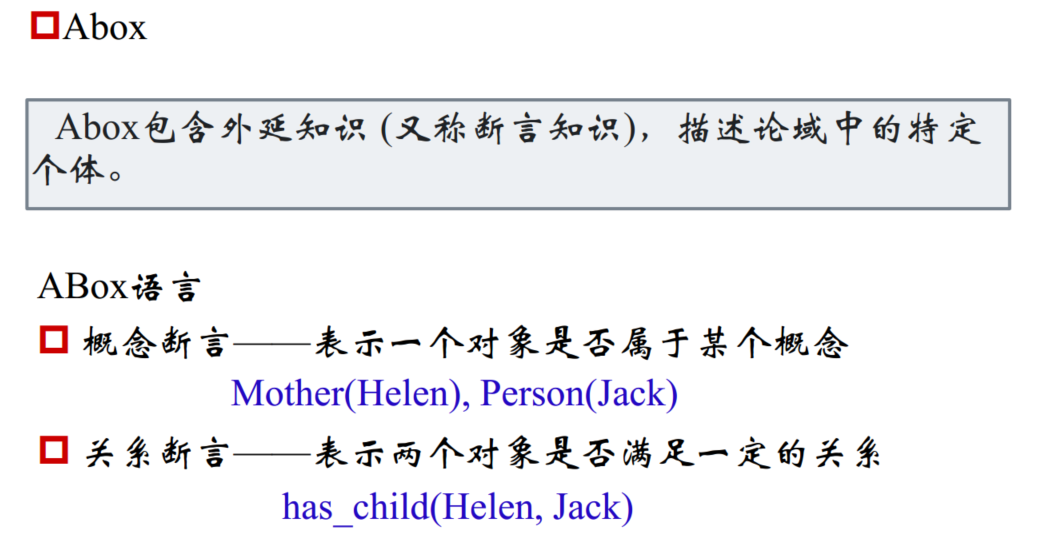 Abox
Abox包含外延知识 (又称断言知识)，描述论域中的特定
个体。
ABox语言
概念断言——表示一个对象是否属于某个概念
Mother(Helen), Person(Jack)
关系断言——表示两个对象是否满足一定的关系
has_child(Helen, Jack)